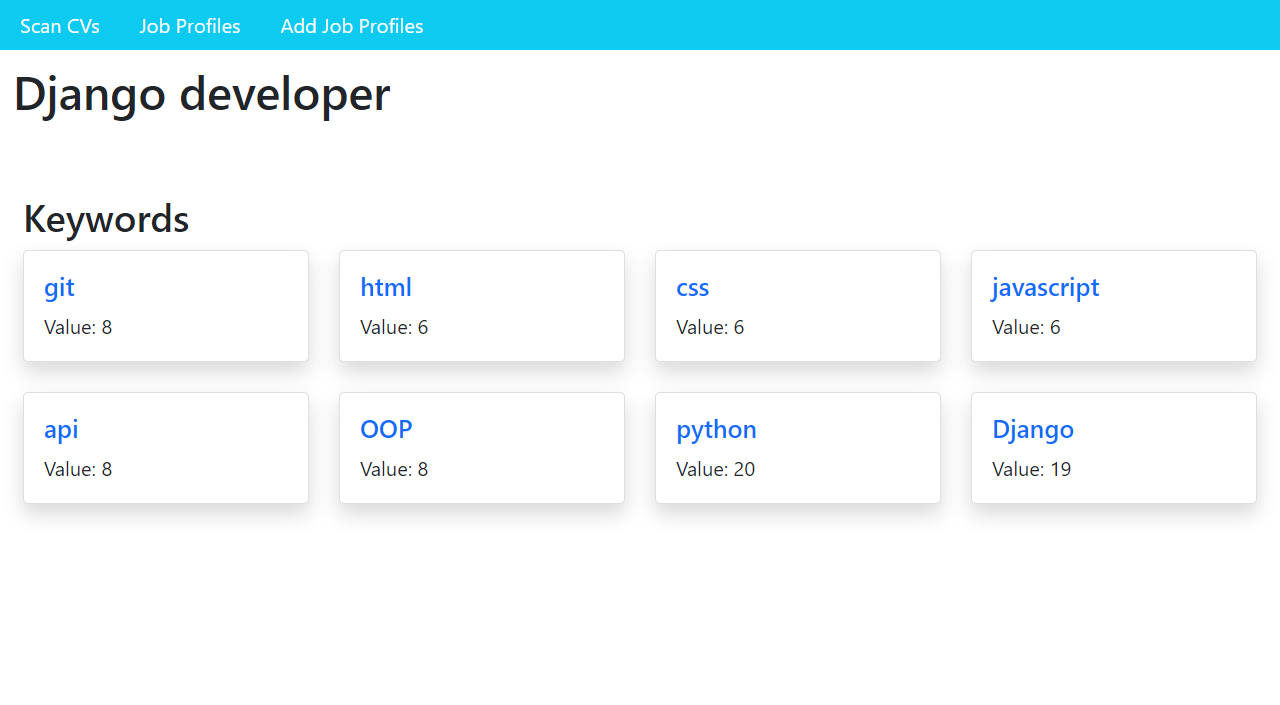 Scan CVs Job Profiles Add Job Profiles
Django developer
Keywords
git
Value: 8
html
Value: 6
css
Value: 6
javascript
Value: 6
api
Value: 8
OOP
Value: 8
python
Value: 20
Django
Value: 19